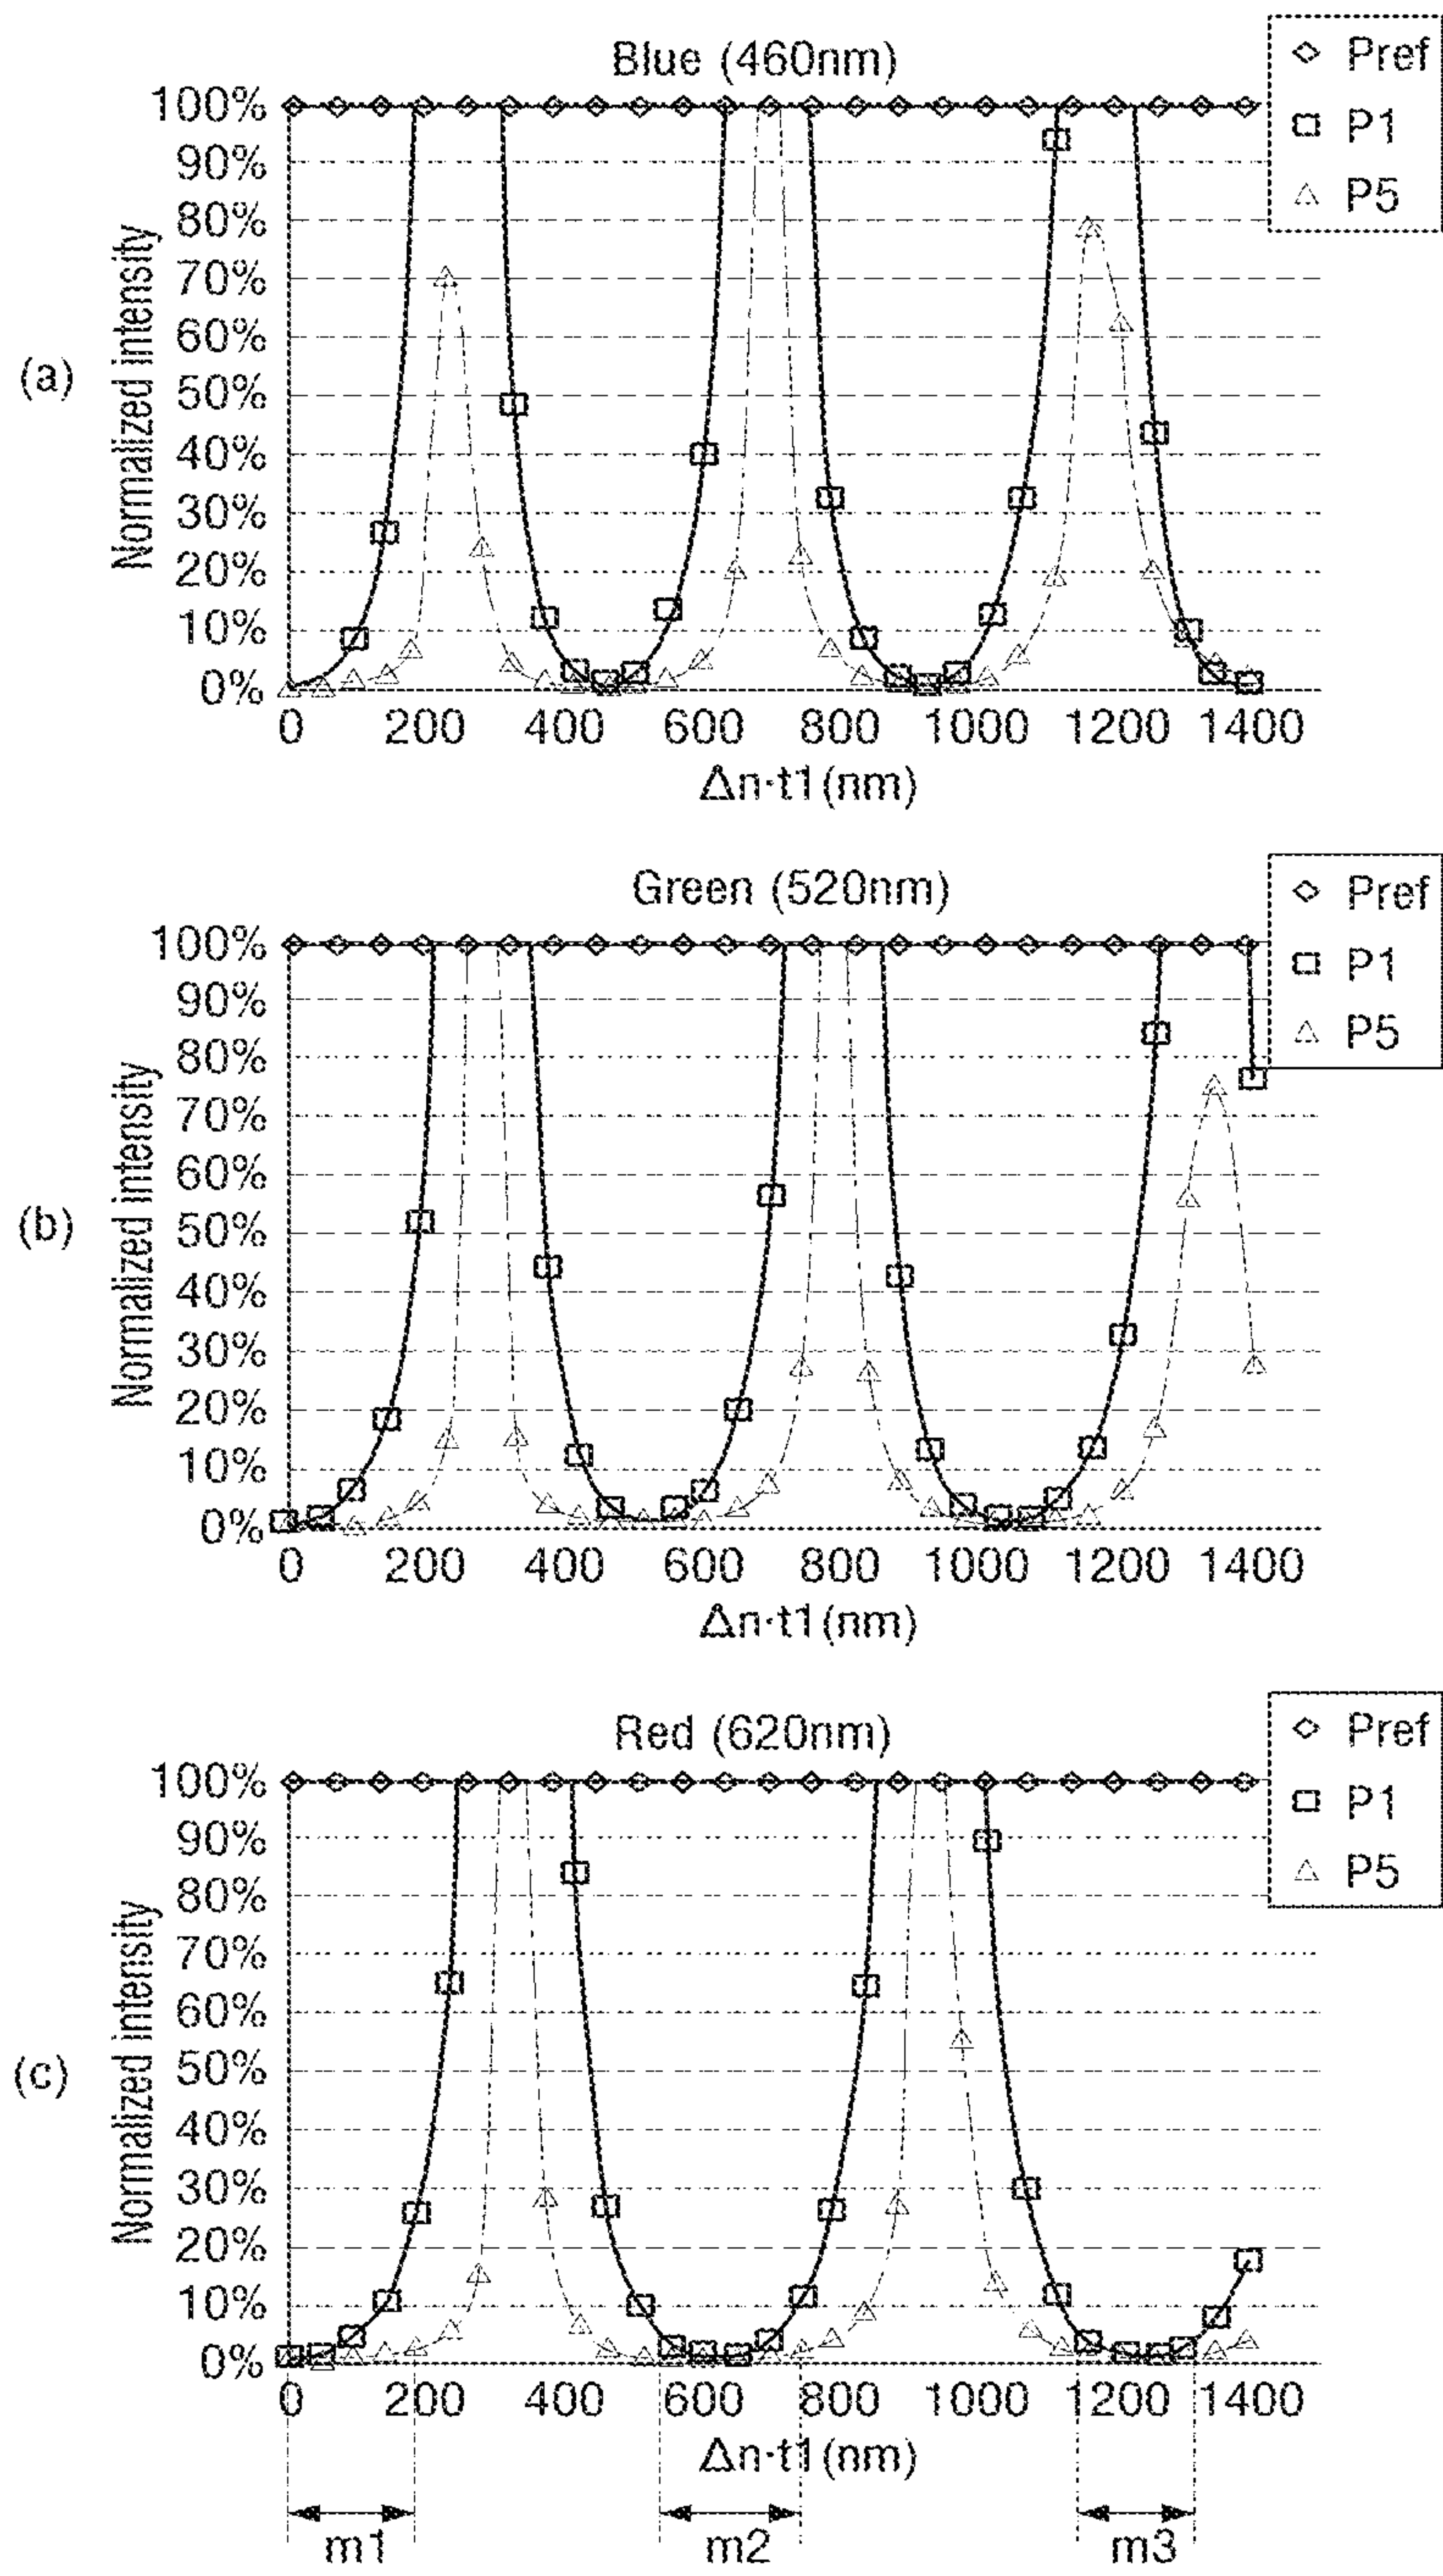 Blue (460nm)
Pref
P1
P5
(a)
Normalized intensity
100%
90%
80%
70%
60%
50%
40%
30%
20%
10%
0%
0 200 400 600 800 1000 1200 1400
Δn·t1(nm)
Green (520nm)
Pref
P1
P5
(b)
Normalized intensity
100%
90%
80%
70%
60%
50%
40%
30%
20%
10%
0%
0 200 400 600 800 1000 1200 1400
Δn·t1(nm)
Red (620nm)
Pref
P1
P5
(c)
Normalized intensity
100%
90%
80%
70%
60%
50%
40%
30%
20%
10%
0%
0 200 400 600 800 1000 1200 1400
Δn·t1(nm)
m1 m2 m3